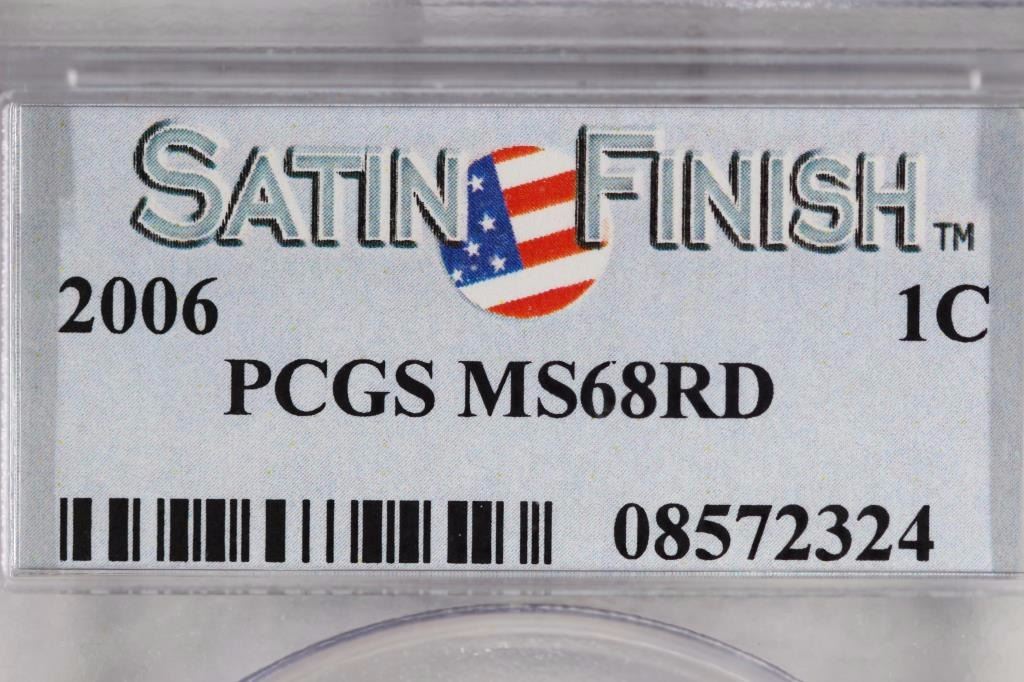 SATIN FINISH™
2006 1C
PCGS MS68RD
08572324